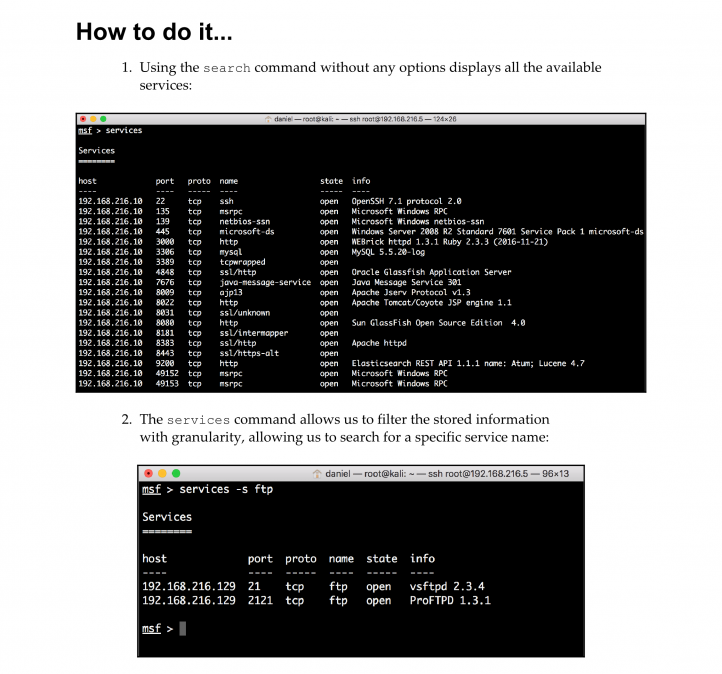 How to do it...
1. Using the search command without any options displays all the available
services:
daniel — root@kali: ~ — ssh root@192.168.216.5 — 124×26
msf > services
Services
========
host port proto name state info
---- ---- ----- ---- ----- ----
192.168.216.10 22 tcp ssh open OpenSSH 7.1 protocol 2.0
192.168.216.10 135 tcp msrpc open Microsoft Windows RPC
192.168.216.10 139 tcp netbios-ssn open Microsoft Windows netbios-ssn
192.168.216.10 445 tcp microsoft-ds open Windows Server 2008 R2 Standard 7601 Service Pack 1 microsoft-ds
192.168.216.10 3000 tcp http open WEBrick httpd 1.3.1 Ruby 2.3.3 (2016-11-21)
192.168.216.10 3306 tcp mysql open MySQL 5.5.20-log
192.168.216.10 3389 tcp tcpwrapped open
192.168.216.10 4848 tcp ssl/http open Oracle Glassfish Application Server
192.168.216.10 7676 tcp java-message-service open Java Message Service 301
192.168.216.10 8009 tcp ajp13 open Apache Jserv Protocol v1.3
192.168.216.10 8022 tcp http open Apache Tomcat/Coyote JSP engine 1.1
192.168.216.10 8031 tcp ssl/unknown open
192.168.216.10 8080 tcp http open Sun GlassFish Open Source Edition 4.0
192.168.216.10 8181 tcp ssl/intermapper open
192.168.216.10 8383 tcp ssl/http open Apache httpd
192.168.216.10 8443 tcp ssl/https-alt open
192.168.216.10 9200 tcp http open Elasticsearch REST API 1.1.1 name: Atum; Lucene 4.7
192.168.216.10 49152 tcp msrpc open Microsoft Windows RPC
192.168.216.10 49153 tcp msrpc open Microsoft Windows RPC
2. The services command allows us to filter the stored information
with granularity, allowing us to search for a specific service name:
daniel — root@kali: ~ — ssh root@192.168.216.5 — 96×13
msf > services -s ftp
Services
========
host port proto name state info
---- ---- ----- ---- ----- ----
192.168.216.129 21 tcp ftp open vsftpd 2.3.4
192.168.216.129 2121 tcp ftp open ProFTPD 1.3.1
msf >